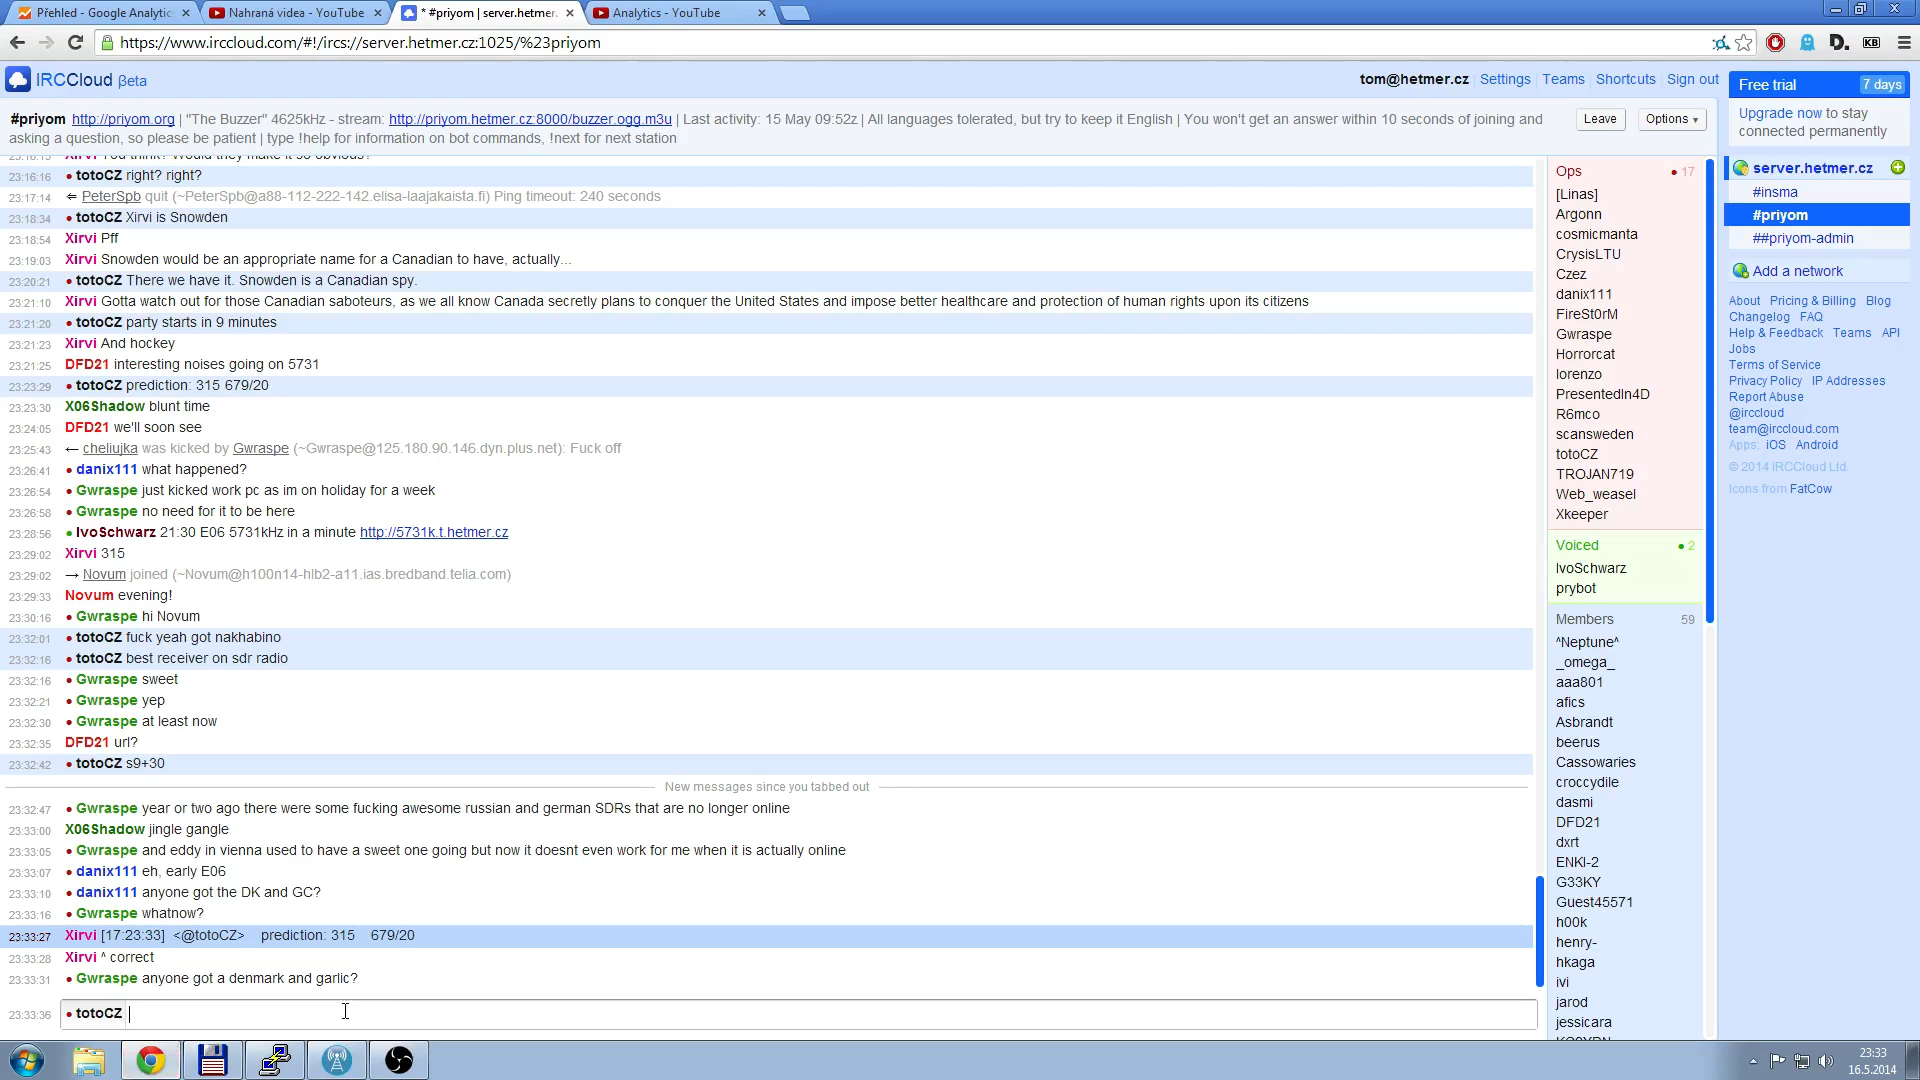 Přehled - Google Analytic
Nahraná videa - YouTube
* #priyom | server.hetmer.
Analytics - YouTube
https://www.irccloud.com/#!/ircs://server.hetmer.cz:1025/%23priyom
D.
KB
IRCCloud βeta
tom@hetmer.cz Settings Teams Shortcuts Sign out
#priyom http://priyom.org | "The Buzzer" 4625kHz - stream: http://priyom.hetmer.cz:8000/buzzer.ogg.m3u | Last activity: 15 May 09:52z | All languages tolerated, but try to keep it English | You won't get an answer within 10 seconds of joining and
asking a question, so please be patient | type !help for information on bot commands, !next for next station
Leave
Options
23:16:13 Xirvi You think? Would they make it so obvious?
23:16:16 totoCZ right? right?
23:17:14 ⇐ PeterSpb quit (~PeterSpb@a88-112-222-142.elisa-laajakaista.fi) Ping timeout: 240 seconds
23:18:34 totoCZ Xirvi is Snowden
23:18:54 Xirvi Pff
23:19:03 Xirvi Snowden would be an appropriate name for a Canadian to have, actually...
23:20:21 totoCZ There we have it. Snowden is a Canadian spy.
23:21:10 Xirvi Gotta watch out for those Canadian saboteurs, as we all know Canada secretly plans to conquer the United States and impose better healthcare and protection of human rights upon its citizens
23:21:20 totoCZ party starts in 9 minutes
23:21:23 Xirvi And hockey
23:21:25 DFD21 interesting noises going on 5731
23:23:29 totoCZ prediction: 315 679/20
23:23:30 X06Shadow blunt time
23:24:05 DFD21 we'll soon see
23:25:43 ← cheliujka was kicked by Gwraspe (~Gwraspe@125.180.90.146.dyn.plus.net): Fuck off
23:26:41 danix111 what happened?
23:26:54 Gwraspe just kicked work pc as im on holiday for a week
23:26:58 Gwraspe no need for it to be here
23:28:56 IvoSchwarz 21:30 E06 5731kHz in a minute http://5731k.t.hetmer.cz
23:29:02 Xirvi 315
23:29:02 → Novum joined (~Novum@h100n14-hlb2-a11.ias.bredband.telia.com)
23:29:33 Novum evening!
23:30:16 Gwraspe hi Novum
23:32:01 totoCZ fuck yeah got nakhabino
23:32:16 totoCZ best receiver on sdr radio
23:32:16 Gwraspe sweet
23:32:21 Gwraspe yep
23:32:30 Gwraspe at least now
23:32:35 DFD21 url?
23:32:42 totoCZ s9+30
New messages since you tabbed out
23:32:47 Gwraspe year or two ago there were some fucking awesome russian and german SDRs that are no longer online
23:33:00 X06Shadow jingle gangle
23:33:05 Gwraspe and eddy in vienna used to have a sweet one going but now it doesnt even work for me when it is actually online
23:33:07 danix111 eh, early E06
23:33:10 danix111 anyone got the DK and GC?
23:33:16 Gwraspe whatnow?
23:33:27 Xirvi [17:23:33] <@totoCZ> prediction: 315 679/20
23:33:28 Xirvi ^ correct
23:33:31 Gwraspe anyone got a denmark and garlic?
23:33:36 totoCZ
Ops 17
[Linas]
Argonn
cosmicmanta
CrysisLTU
Czez
danix111
FireSt0rM
Gwraspe
Horrorcat
lorenzo
PresentedIn4D
R6mco
scansweden
totoCZ
TROJAN719
Web_weasel
Xkeeper
Voiced 2
IvoSchwarz
prybot
Members 59
^Neptune^
_omega_
aaa801
afics
Asbrandt
beerus
Cassowaries
croccydile
dasmi
DFD21
dxrt
ENKI-2
G33KY
Guest45571
h00k
henry-
hkaga
ivi
jarod
jessicara
Free trial 7 days
Upgrade now to stay
connected permanently
server.hetmer.cz
#insma
#priyom
##priyom-admin
Add a network
About Pricing & Billing Blog
Changelog FAQ
Help & Feedback Teams API
Jobs
Terms of Service
Privacy Policy IP Addresses
Report Abuse
@irccloud
team@irccloud.com
Apps: iOS Android
© 2014 IRCCloud Ltd.
Icons from FatCow
23:33
16.5.2014